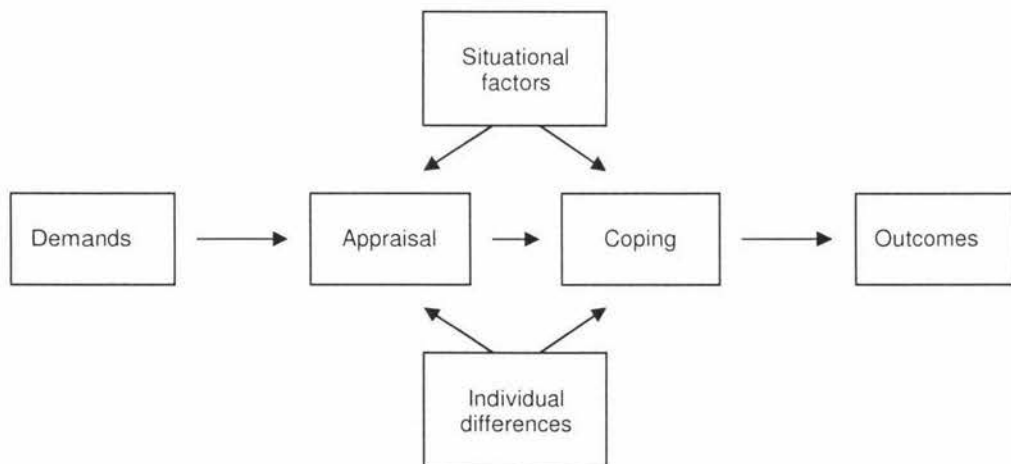 Situational
factors
Demands
Appraisal
Coping
Outcomes
Individual
differences